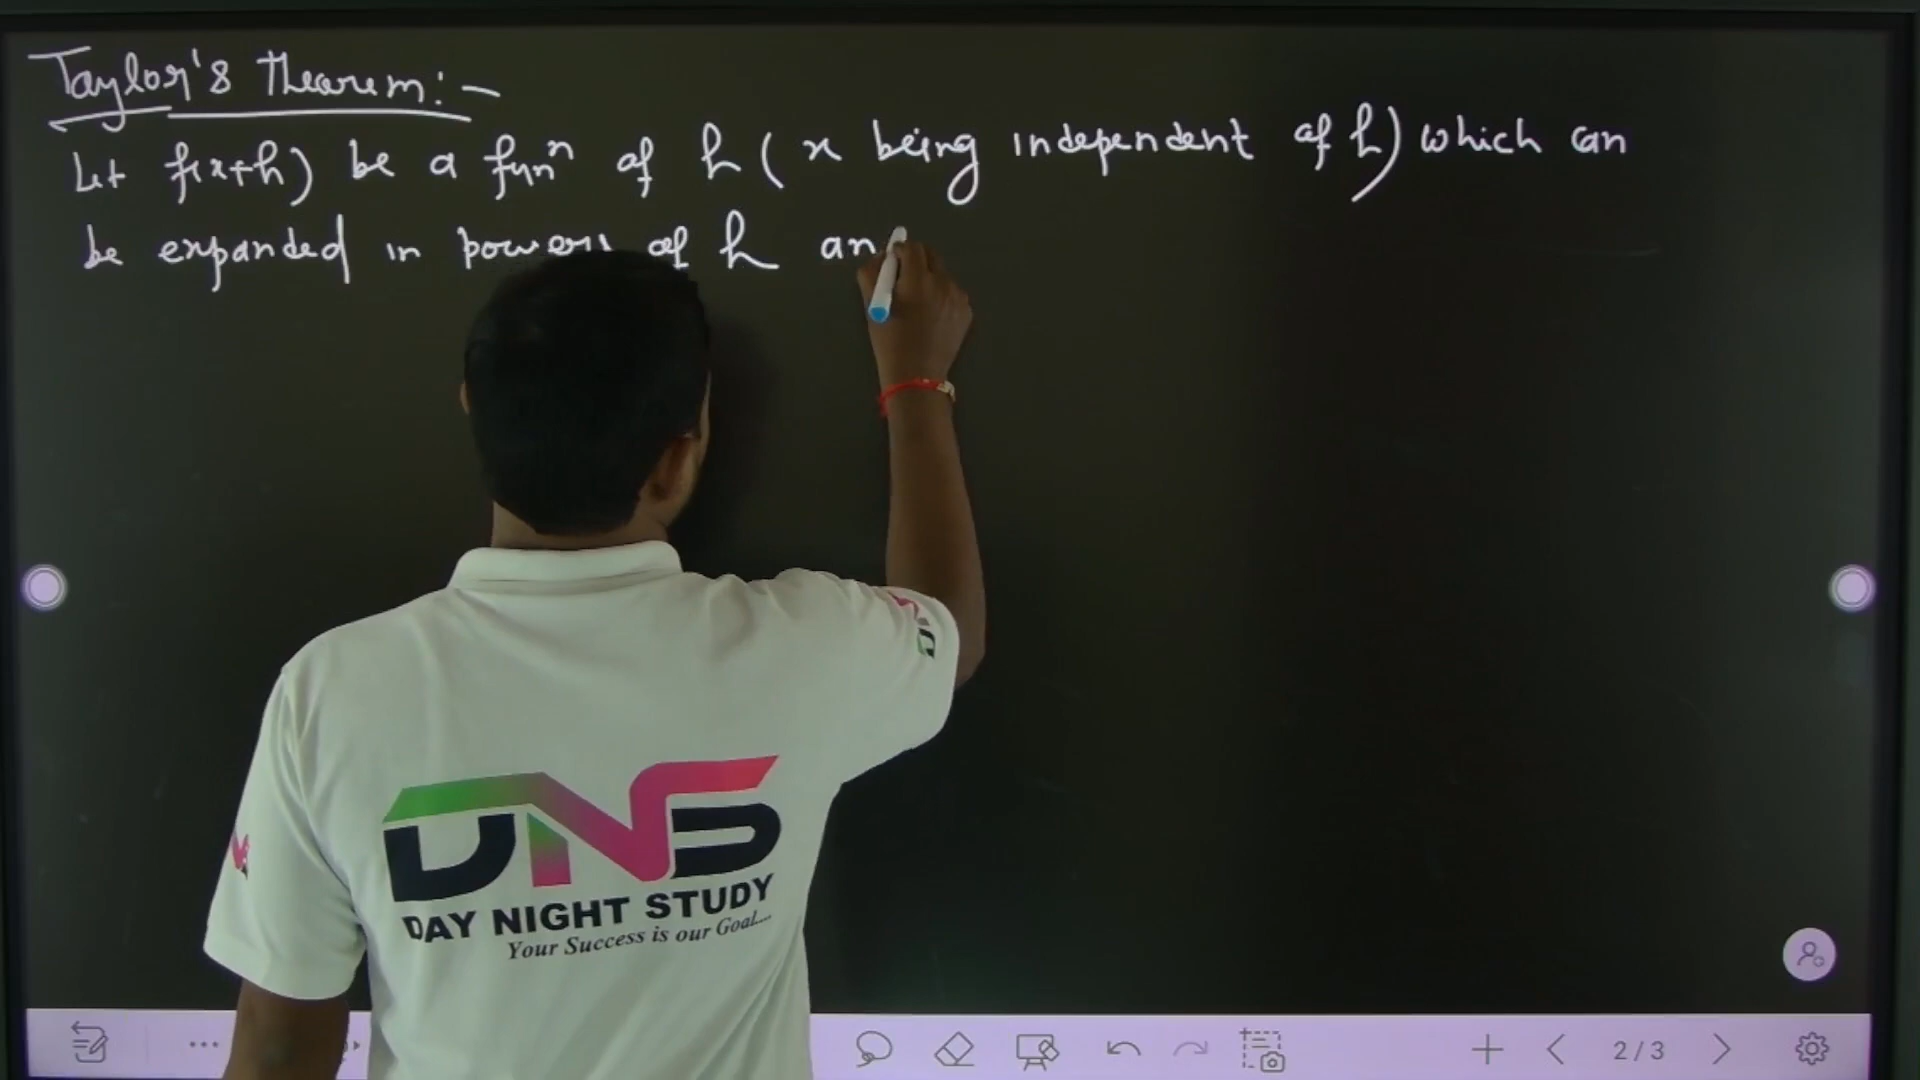 Taylor's Theorem:-
Let f(x+h) be a funⁿ of h (x being independent of h) which can
be expanded in powers of h an
DNS
DAY NIGHT STUDY
Your Success is our Goal....
2/3